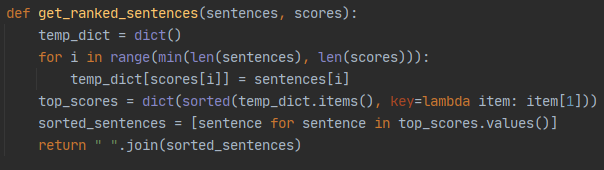 def get_ranked_sentences(sentences, scores):
    temp_dict = dict()
    for i in range(min(len(sentences), len(scores))):
        temp_dict[scores[i]] = sentences[i]
    top_scores = dict(sorted(temp_dict.items(), key=lambda item: item[1]))
    sorted_sentences = [sentence for sentence in top_scores.values()]
    return " ".join(sorted_sentences)